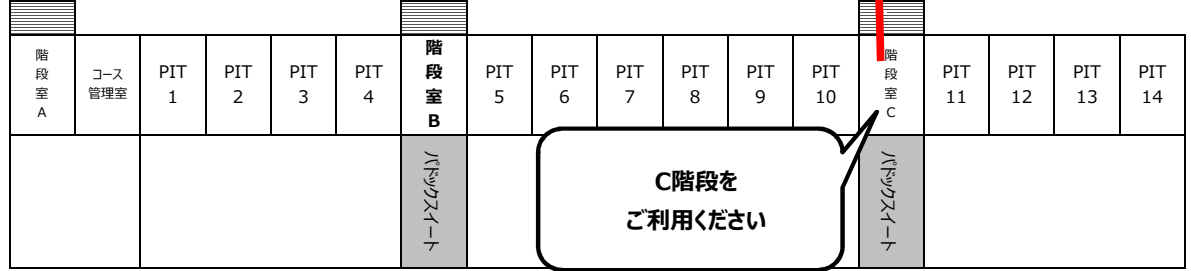 階段室A
コース
管理室
PIT
1
PIT
2
PIT
3
PIT
4
階段室B
PIT
5
PIT
6
PIT
7
PIT
8
PIT
9
PIT
10
階段室C
PIT
11
PIT
12
PIT
13
PIT
14
パドックスイート
C階段を
ご利用ください
パドックスイート